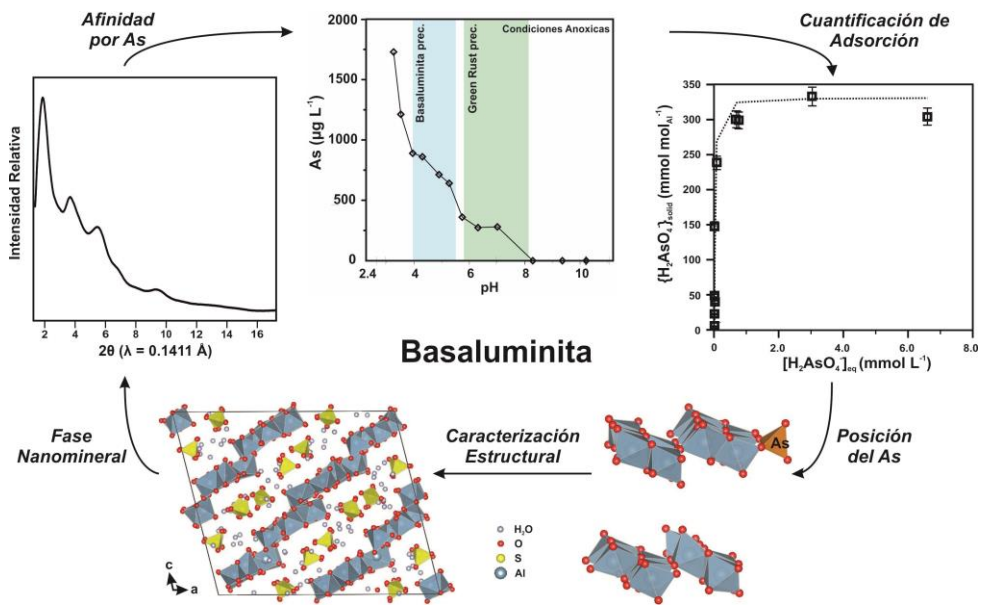 Afinidad
por As
Intensidad Relativa
2 4 6 8 10 12 14 16
2θ (λ = 0.1411 Å)
As (µg L⁻¹)
2000
1500
1000
500
0
Basaluminita prec.
Green Rust prec.
Condiciones Anoxicas
2.4 4 6 8 10
pH
Cuantificación de
Adsorción
{H₂AsO₄⁻}solid (mmol molAl⁻¹)
350
300
250
200
150
100
50
0
0 2.0 4.0 6.0 8.0
[H₂AsO₄⁻]eq (mmol L⁻¹)
Basaluminita
Fase
Nanomineral
Caracterización
Estructural
Posición
del As
As
H₂O
O
S
Al
c
a